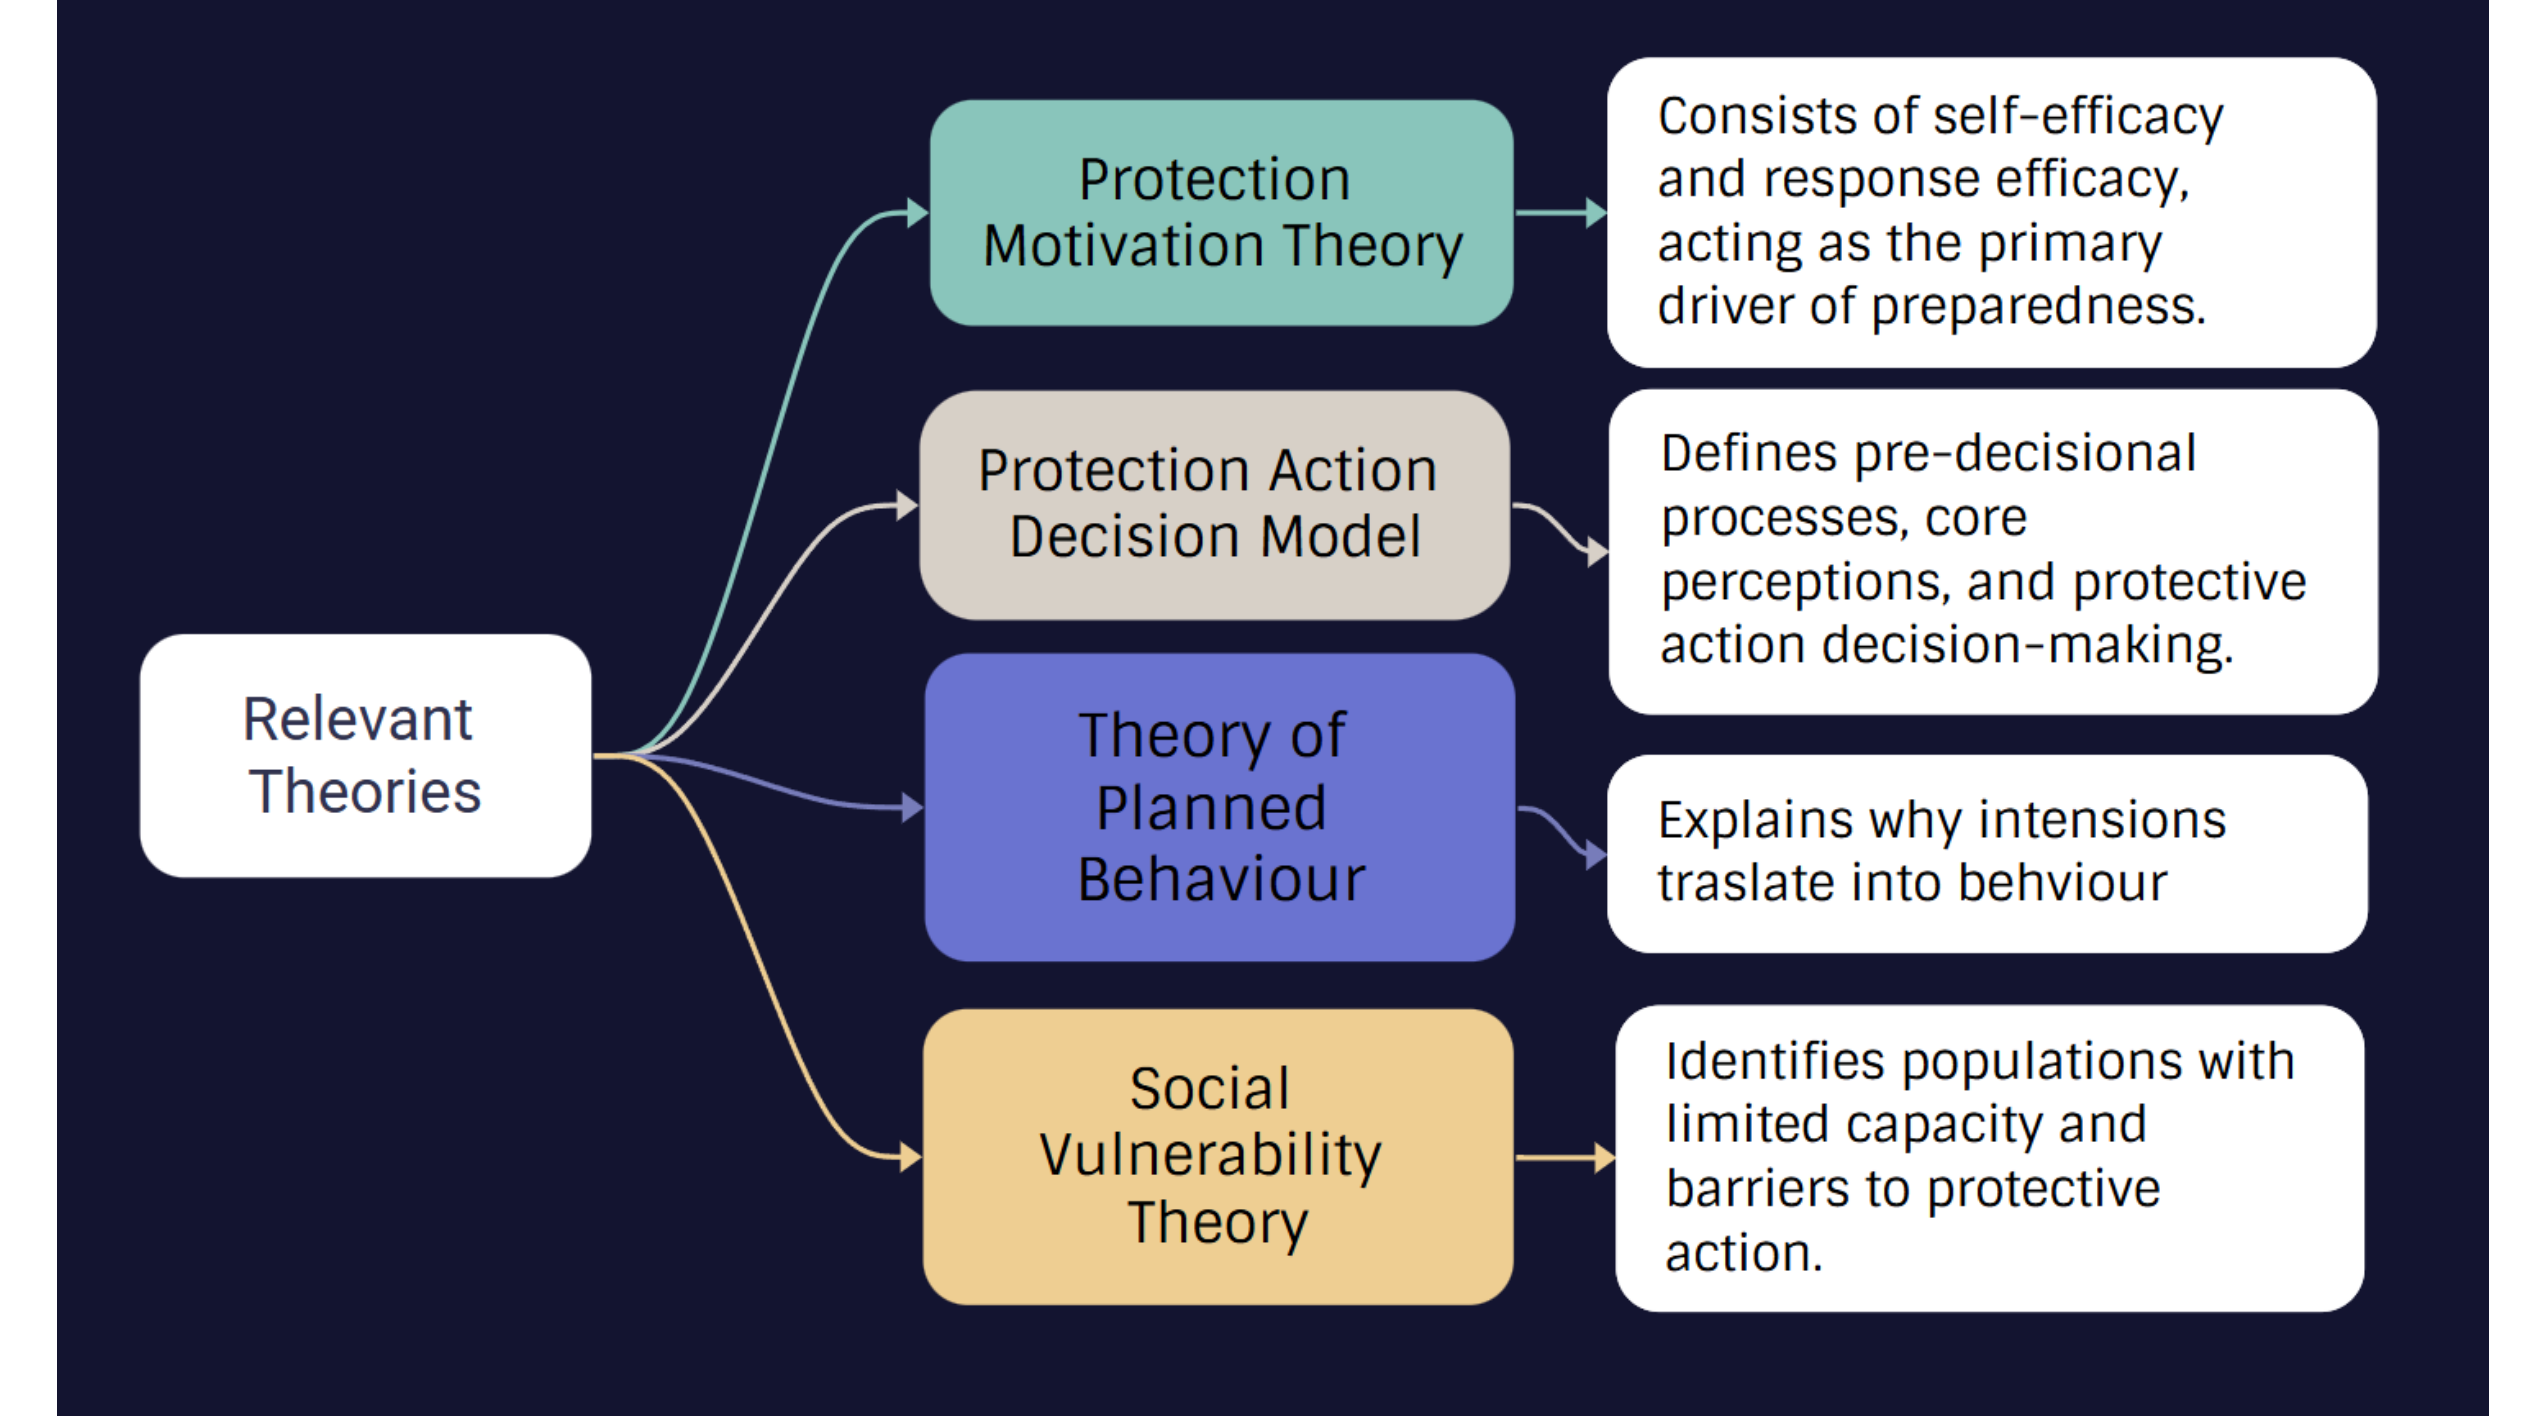 Relevant
Theories
Protection
Motivation Theory
Consists of self-efficacy
and response efficacy,
acting as the primary
driver of preparedness.
Protection Action
Decision Model
Defines pre-decisional
processes, core
perceptions, and protective
action decision-making.
Theory of
Planned
Behaviour
Explains why intensions
traslate into behviour
Social
Vulnerability
Theory
Identifies populations with
limited capacity and
barriers to protective
action.